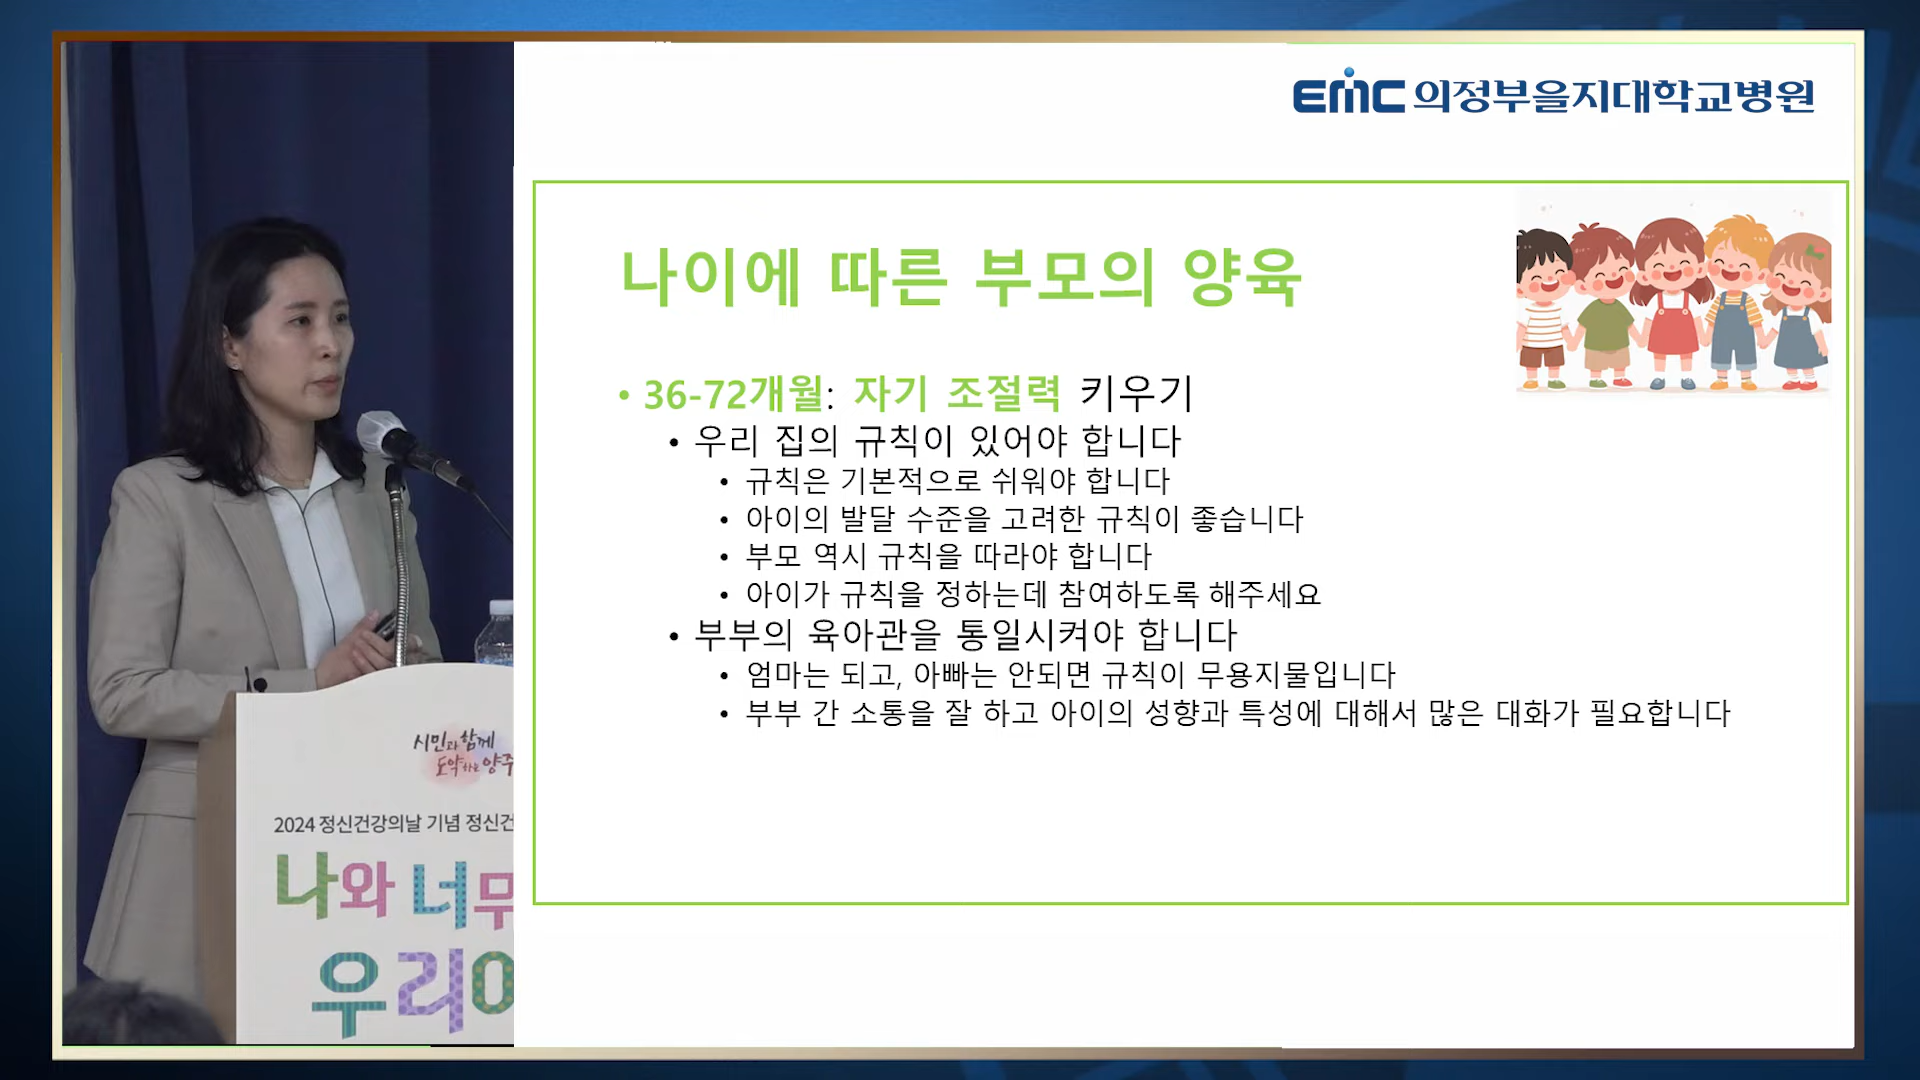 EMC 의정부을지대학교병원
나이에 따른 부모의 양육
• 36-72개월: 자기 조절력 키우기
• 우리 집의 규칙이 있어야 합니다
• 규칙은 기본적으로 쉬워야 합니다
• 아이의 발달 수준을 고려한 규칙이 좋습니다
• 부모 역시 규칙을 따라야 합니다
• 아이가 규칙을 정하는데 참여하도록 해주세요
• 부부의 육아관을 통일시켜야 합니다
• 엄마는 되고, 아빠는 안되면 규칙이 무용지물입니다
• 부부 간 소통을 잘 하고 아이의 성향과 특성에 대해서 많은 대화가 필요합니다
시민과 함께
도약하는 양주
2024 정신건강의날 기념 정신건
나와 너무
우리아